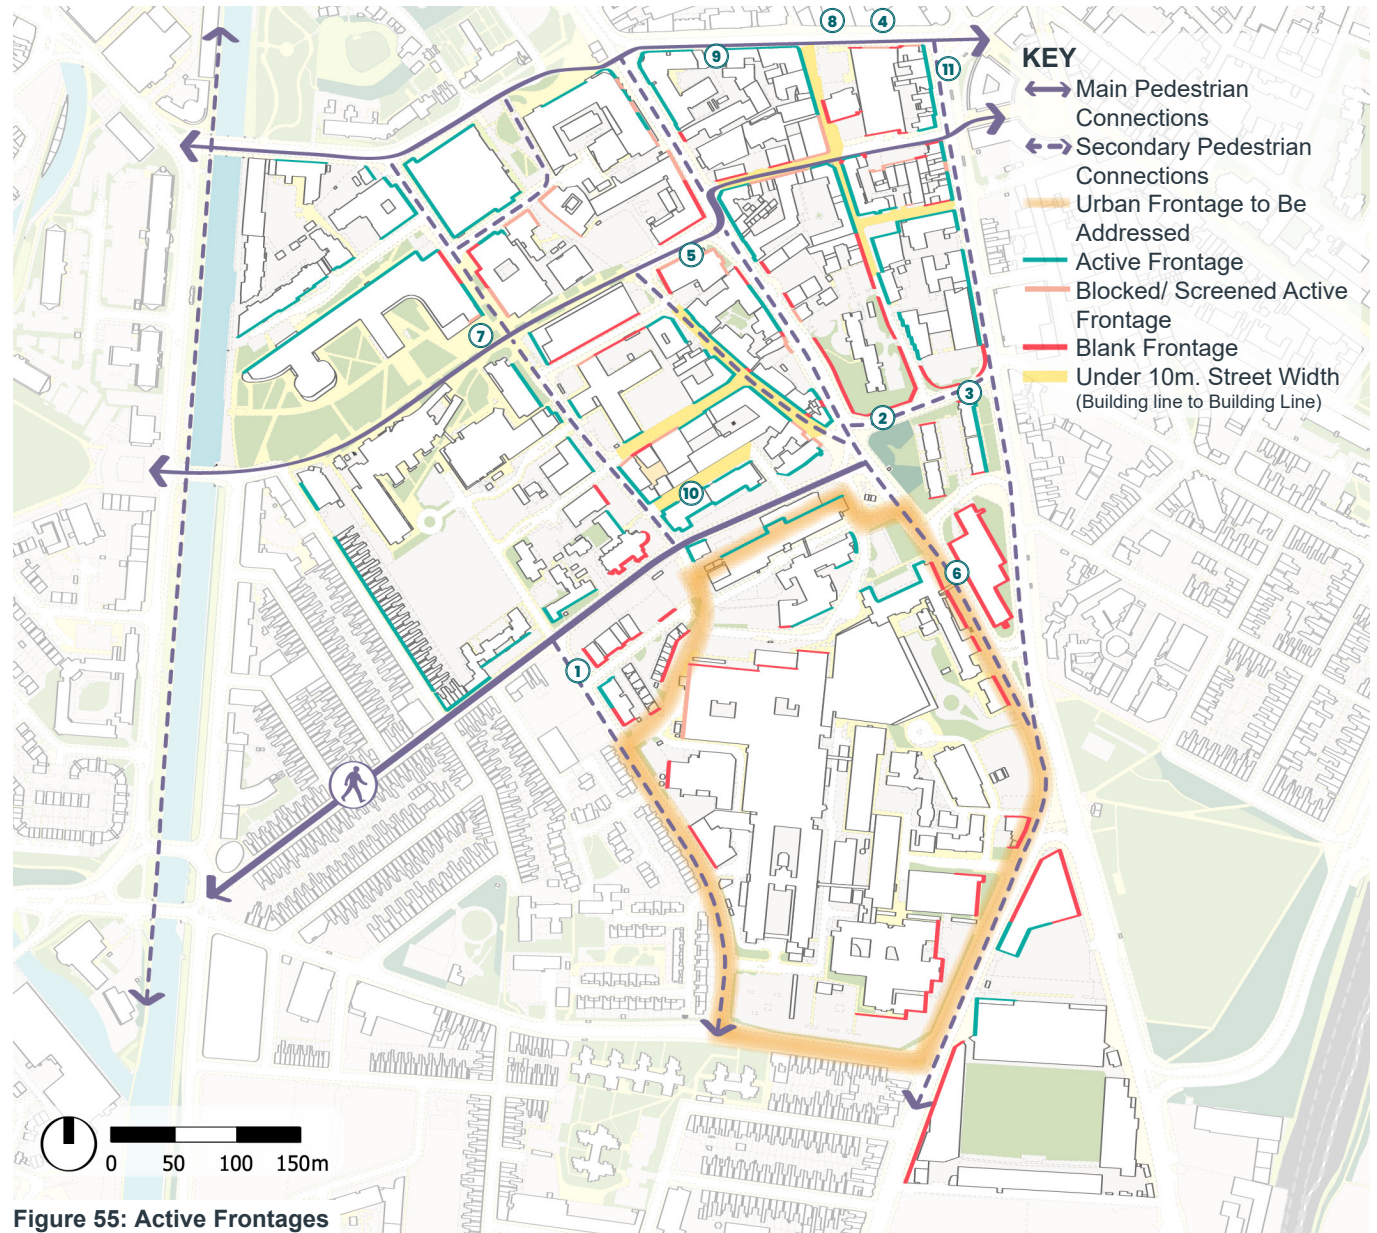 8 4
9
11
KEY
Main Pedestrian
Connections
Secondary Pedestrian
Connections
Urban Frontage to Be
Addressed
Active Frontage
Blocked/ Screened Active
Frontage
Blank Frontage
Under 10m. Street Width
(Building line to Building Line)
5
7
3
2
10
6
1
0 50 100 150m
Figure 55: Active Frontages